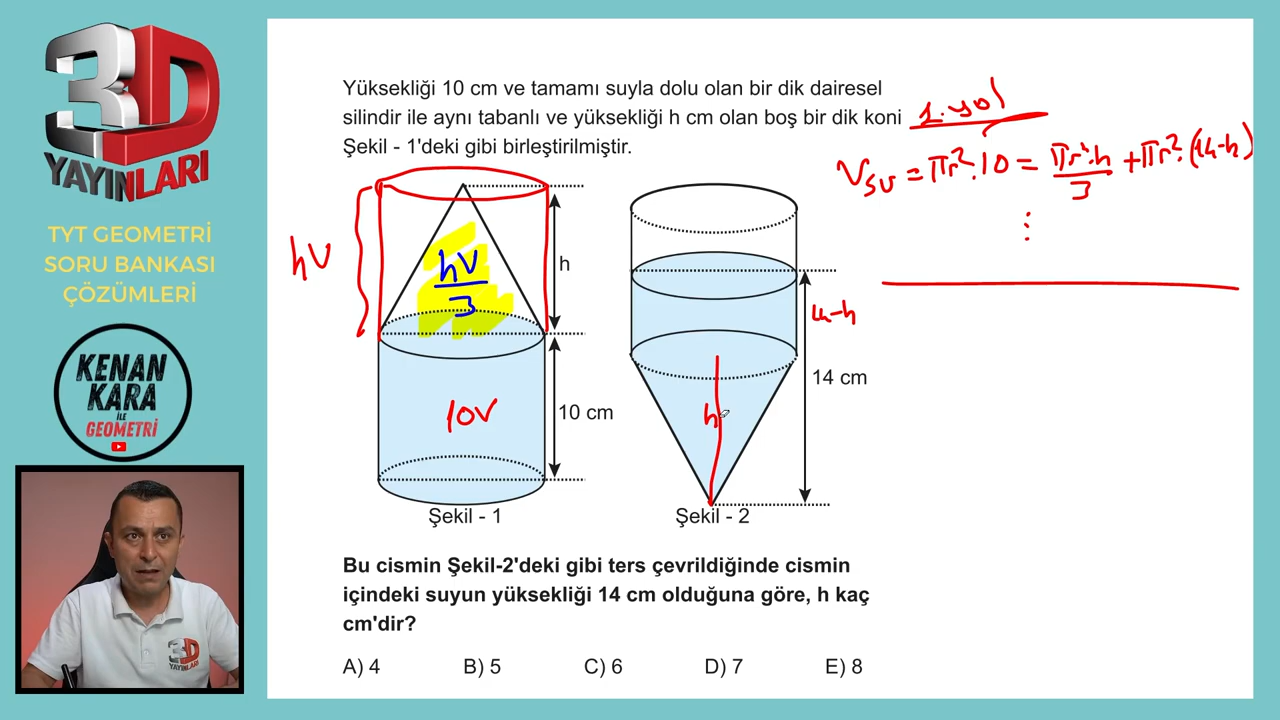 3D
YAYINLARI
TYT GEOMETRİ
SORU BANKASI
ÇÖZÜMLERİ
KENAN
KARA
İLE
GEOMETRİ
3D
YAYINLARI
Yüksekliği 10 cm ve tamamı suyla dolu olan bir dik dairesel
silindir ile aynı tabanlı ve yüksekliği h cm olan boş bir dik koni
Şekil - 1'deki gibi birleştirilmiştir.
1.yol
Vsu = πr².10 = πr².h/3 + πr².(14-h)
⋮
hV
hV/3
h
10V
10 cm
Şekil - 1
14-h
14 cm
h
Şekil - 2
Bu cismin Şekil-2'deki gibi ters çevrildiğinde cismin
içindeki suyun yüksekliği 14 cm olduğuna göre, h kaç
cm'dir?
A) 4 B) 5 C) 6 D) 7 E) 8